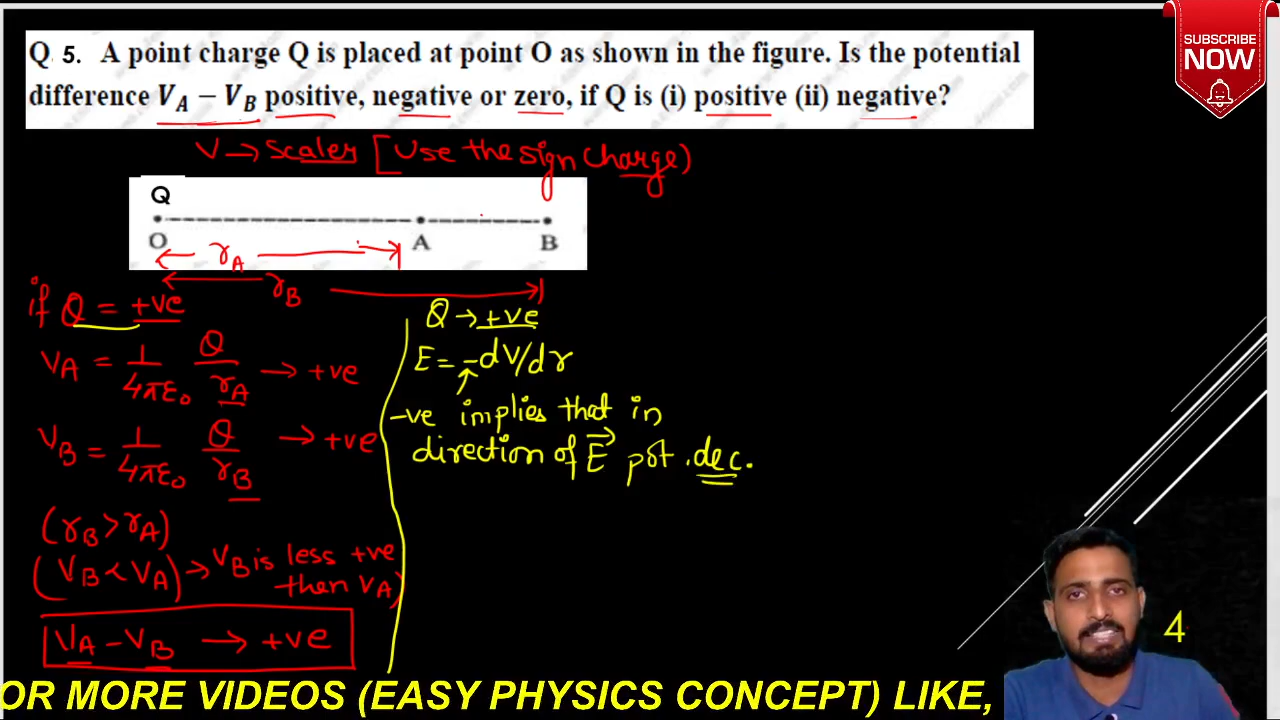 SUBSCRIBE
NOW
Q 5. A point charge Q is placed at point O as shown in the figure. Is the potential
difference V_A − V_B positive, negative or zero, if Q is (i) positive (ii) negative?
V → scaler [Use the sign charge)
Q
O A B
r_A
r_B
if Q = +ve
V_A = 1/4πε₀ Q/r_A → +ve
V_B = 1/4πε₀ Q/r_B → +ve
(r_B > r_A)
(V_B < V_A) → V_B is less +ve
then V_A)
V_A − V_B → +ve
Q → +ve
E = −dV/dr
-ve implies that in
direction of E⃗ pot. dec.
4
OR MORE VIDEOS (EASY PHYSICS CONCEPT) LIKE,